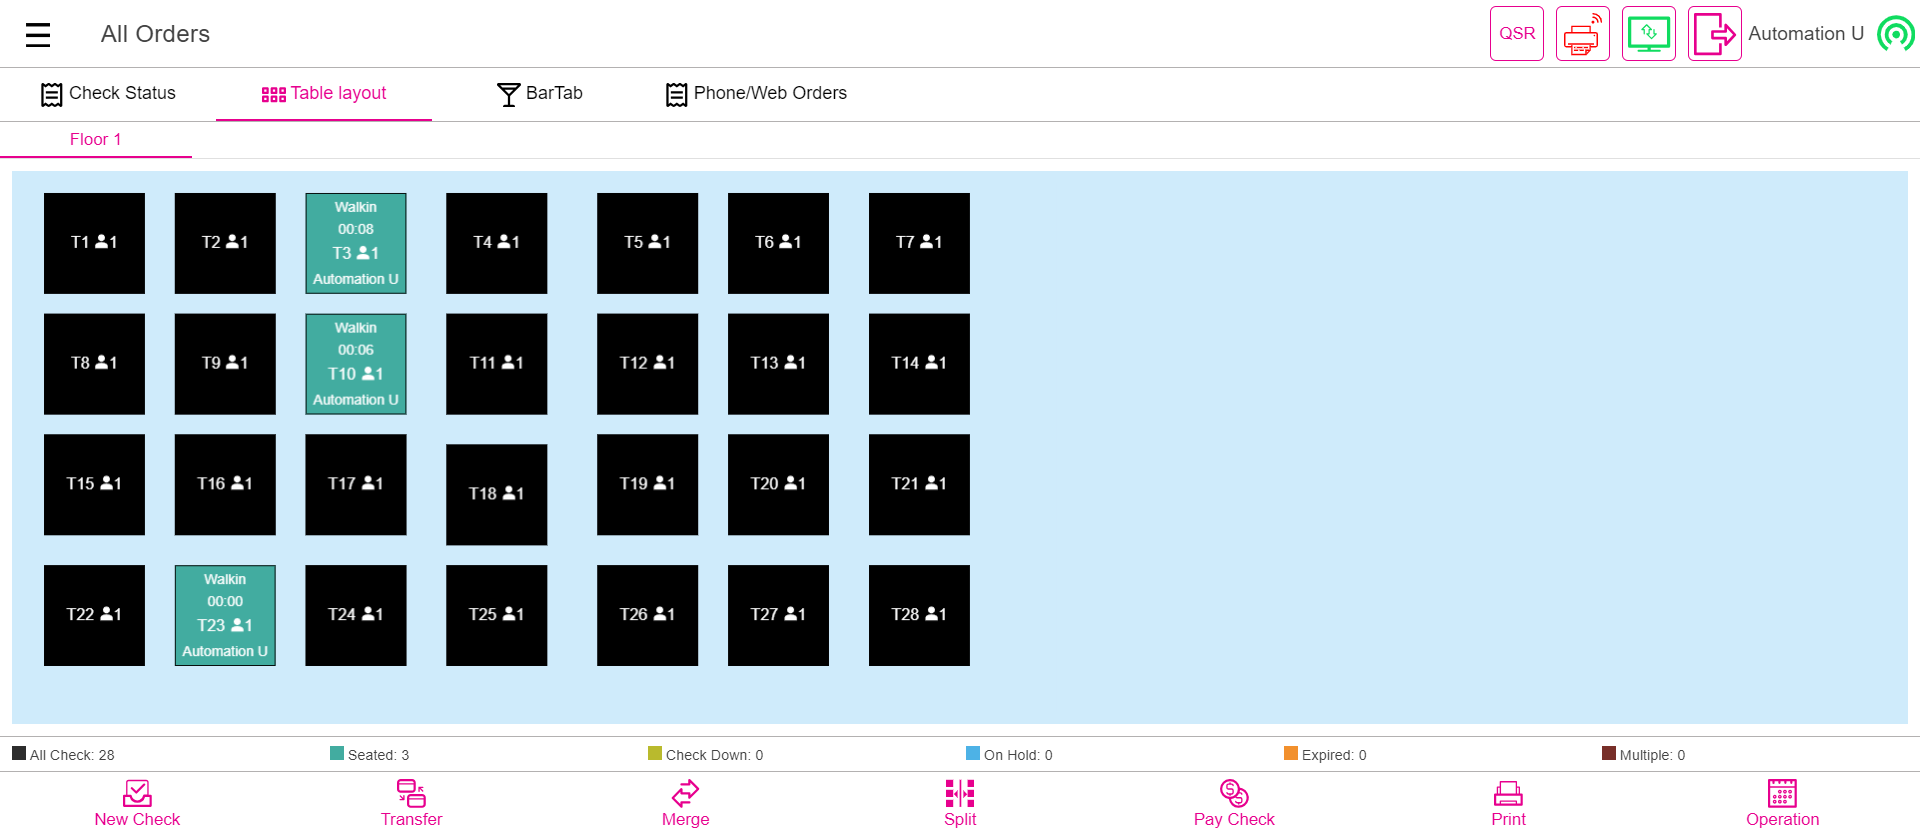 All Orders
QSR
Automation U
Check Status
Table layout
BarTab
Phone/Web Orders
Floor 1
T1 1
T2 1
Walkin
00:08
T3 1
Automation U
T4 1
T5 1
T6 1
T7 1
T8 1
T9 1
Walkin
00:06
T10 1
Automation U
T11 1
T12 1
T13 1
T14 1
T15 1
T16 1
T17 1
T18 1
T19 1
T20 1
T21 1
T22 1
Walkin
00:00
T23 1
Automation U
T24 1
T25 1
T26 1
T27 1
T28 1
All Check: 28
Seated: 3
Check Down: 0
On Hold: 0
Expired: 0
Multiple: 0
New Check
Transfer
Merge
Split
Pay Check
Print
Operation